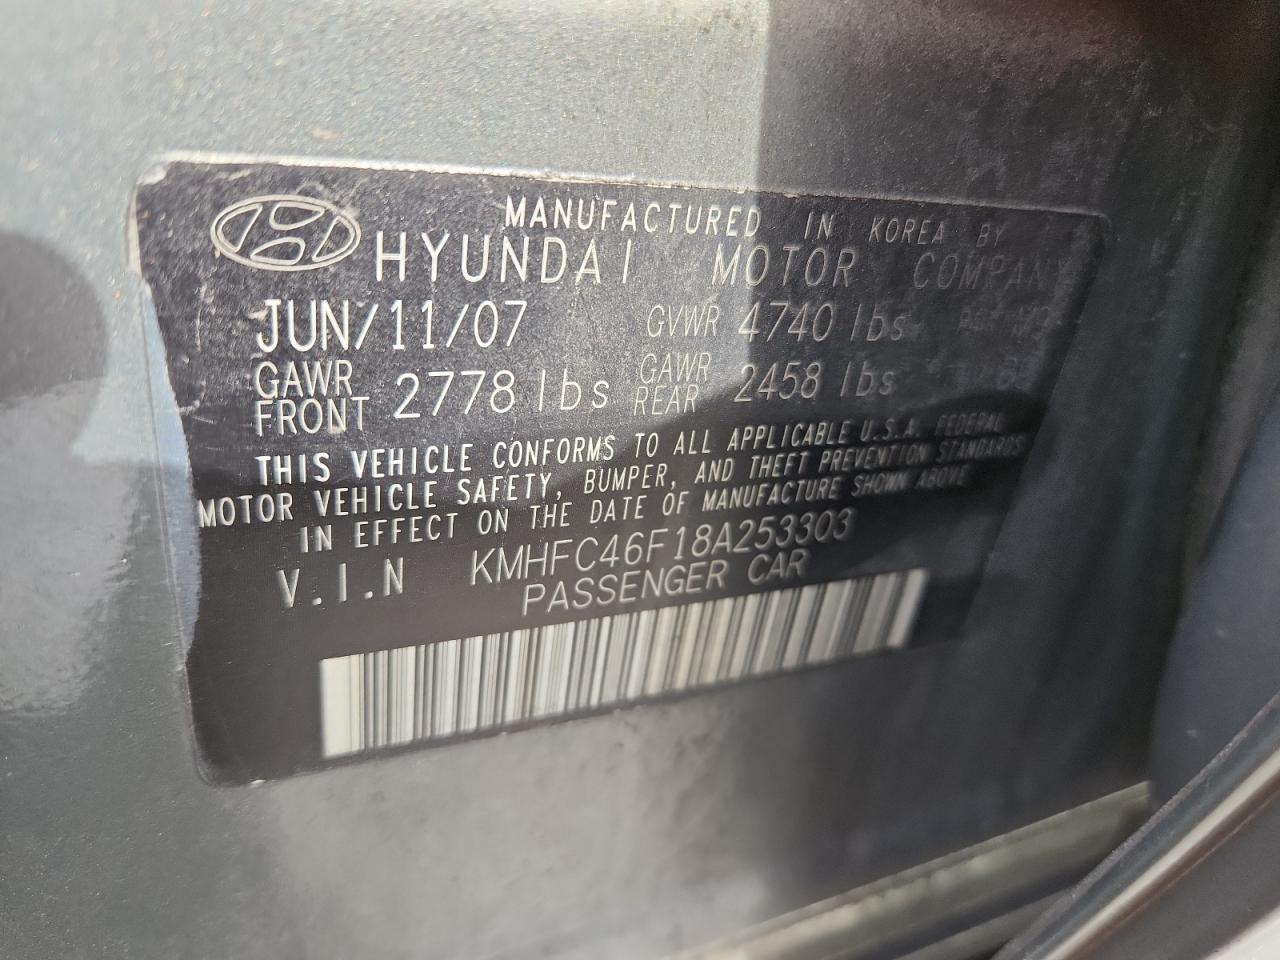 MANUFACTURED IN KOREA BY
HYUNDAI MOTOR COMPANY
JUN/11/07 GVWR 4740 lbs
GAWR FRONT 2778 lbs GAWR REAR 2458 lbs
THIS VEHICLE CONFORMS TO ALL APPLICABLE U.S.A. FEDERAL
MOTOR VEHICLE SAFETY, BUMPER, AND THEFT PREVENTION STANDARDS
IN EFFECT ON THE DATE OF MANUFACTURE SHOWN ABOVE
V.I.N KMHFC46F18A253303
PASSENGER CAR